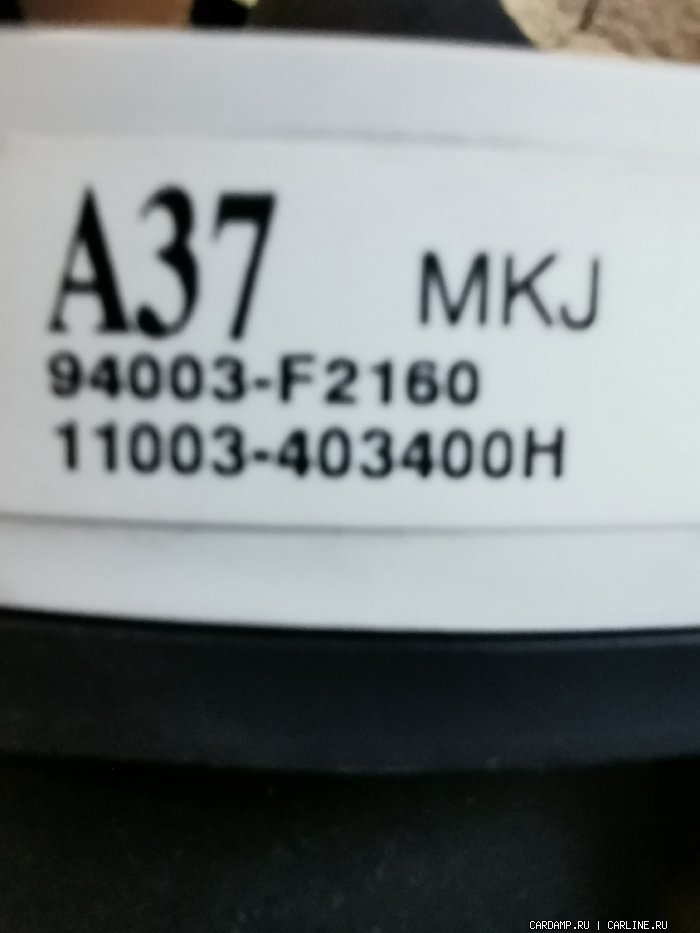 A37 MKJ
94003-F2160
11003-403400H
CARDAMP.RU | CARLINE.RU